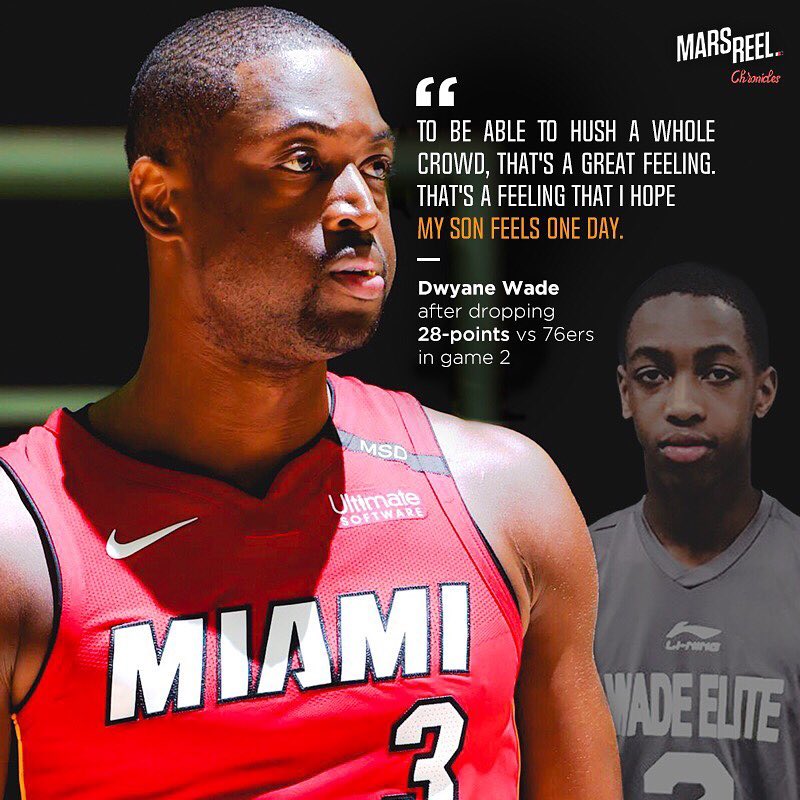 MARS REEL.
Chronicles
“
TO BE ABLE TO HUSH A WHOLE
CROWD, THAT'S A GREAT FEELING.
THAT'S A FEELING THAT I HOPE
MY SON FEELS ONE DAY.
Dwyane Wade
after dropping
28-points vs 76ers
in game 2
MSD
Ultimate
SOFTWARE
MIAMI
3
LI-NING
WADE ELITE